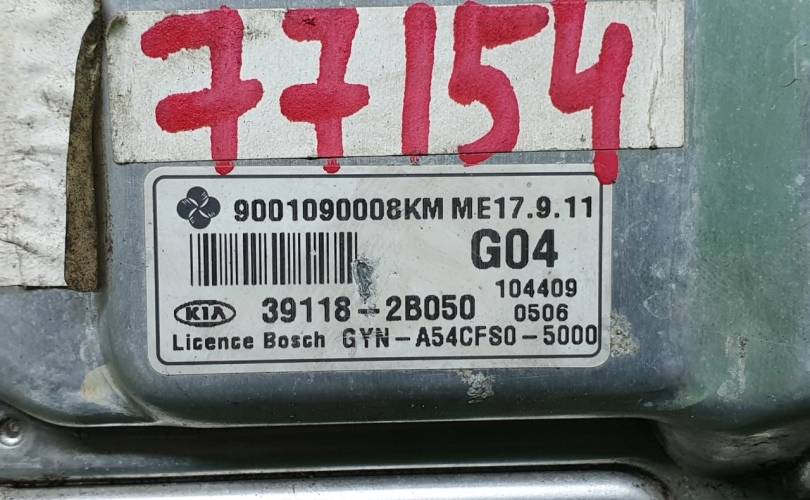 77154
9001090008KM ME17.9.11
G04
104409
KIA 39118-2B050 0506
Licence Bosch GYN-A54CFS0-5000